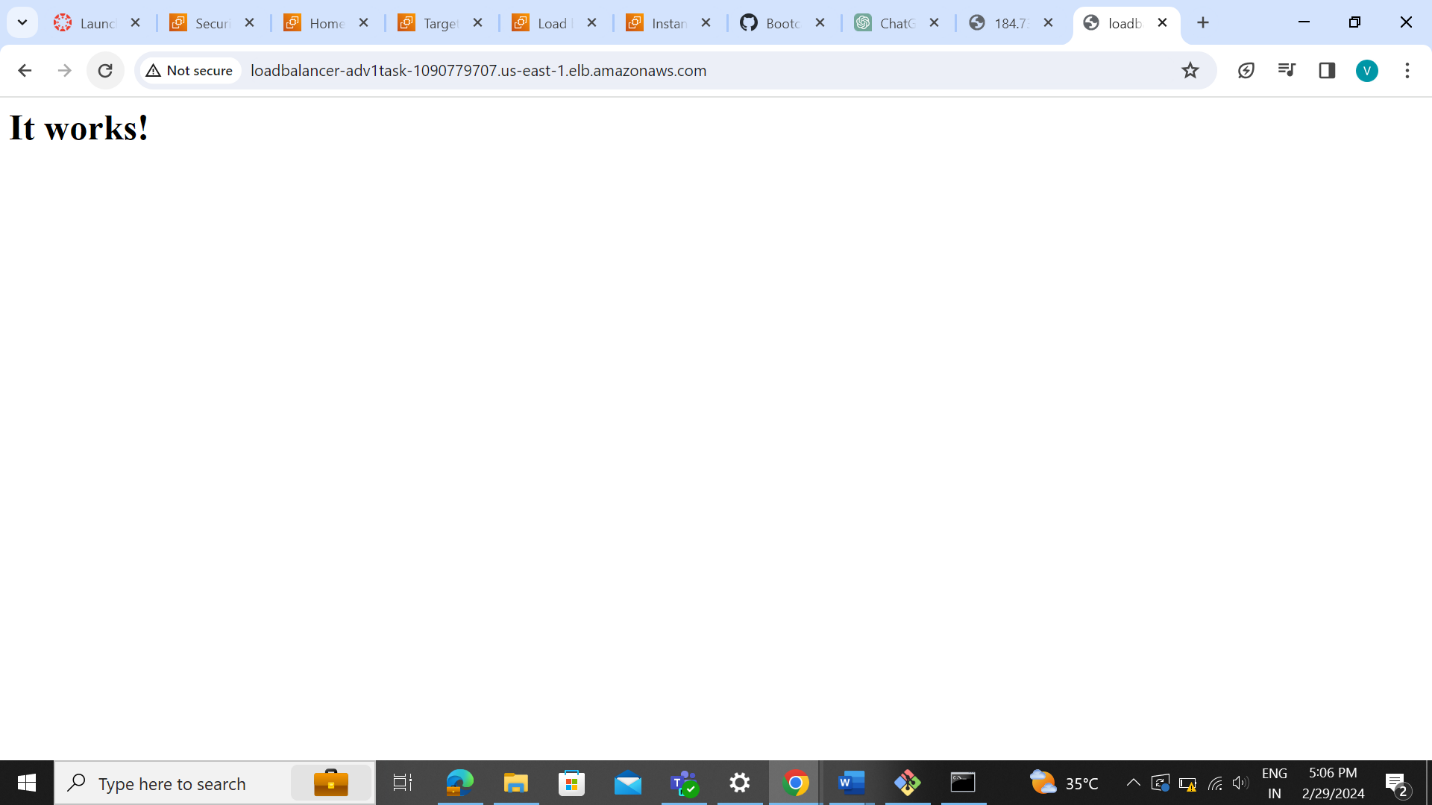 Launc
Securi
Home
Target
Load
Instan
Bootc
ChatG
184.7
loadb
Not secure
loadbalancer-adv1task-1090779707.us-east-1.elb.amazonaws.com
V
It works!
Type here to search
35°C
ENG
IN
5:06 PM
2/29/2024
2